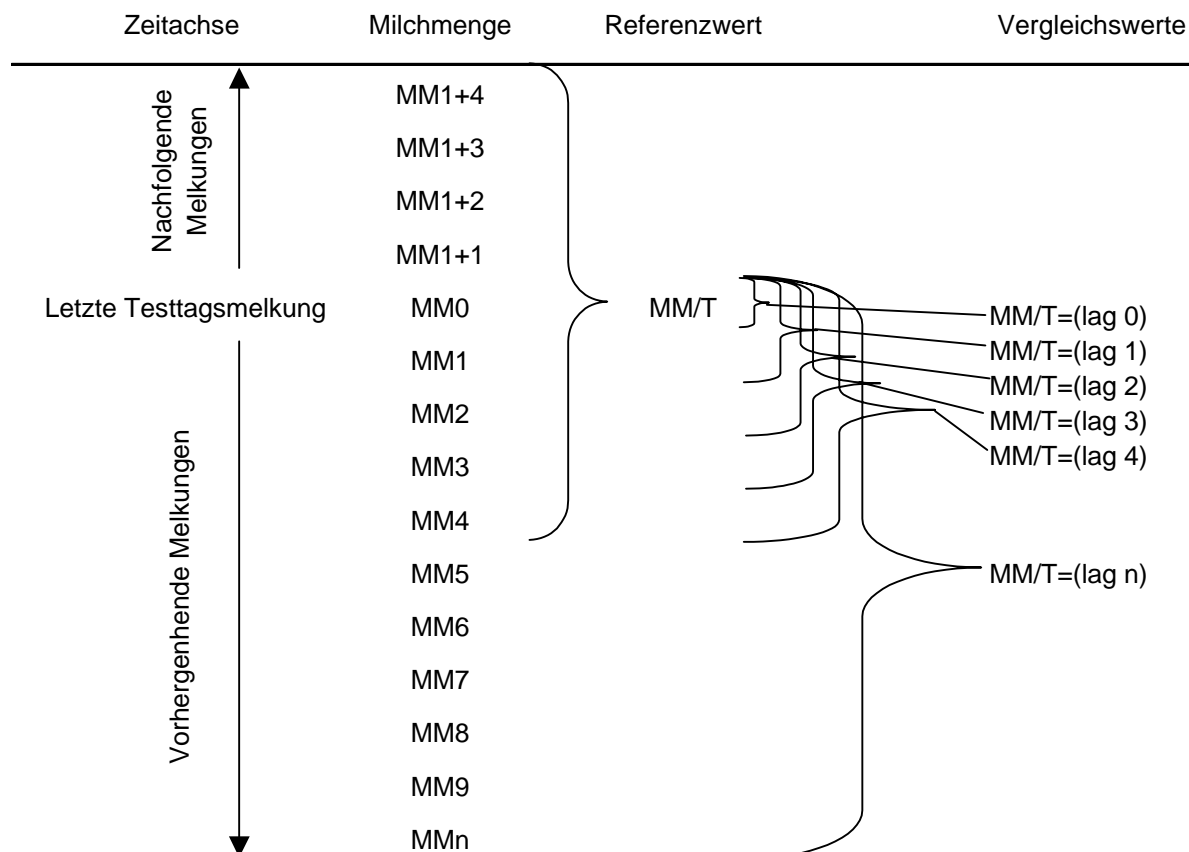 Zeitachse Milchmenge Referenzwert Vergleichswerte
Nachfolgende
Melkungen
MM1+4
MM1+3
MM1+2
MM1+1
Letzte Testtagsmelkung MM0 MM/T MM/T=(lag 0)
MM1 MM/T=(lag 1)
MM/T=(lag 2)
MM2 MM/T=(lag 3)
MM/T=(lag 4)
Vorhergenhende Melkungen
MM3
MM4
MM5 MM/T=(lag n)
MM6
MM7
MM8
MM9
MMn